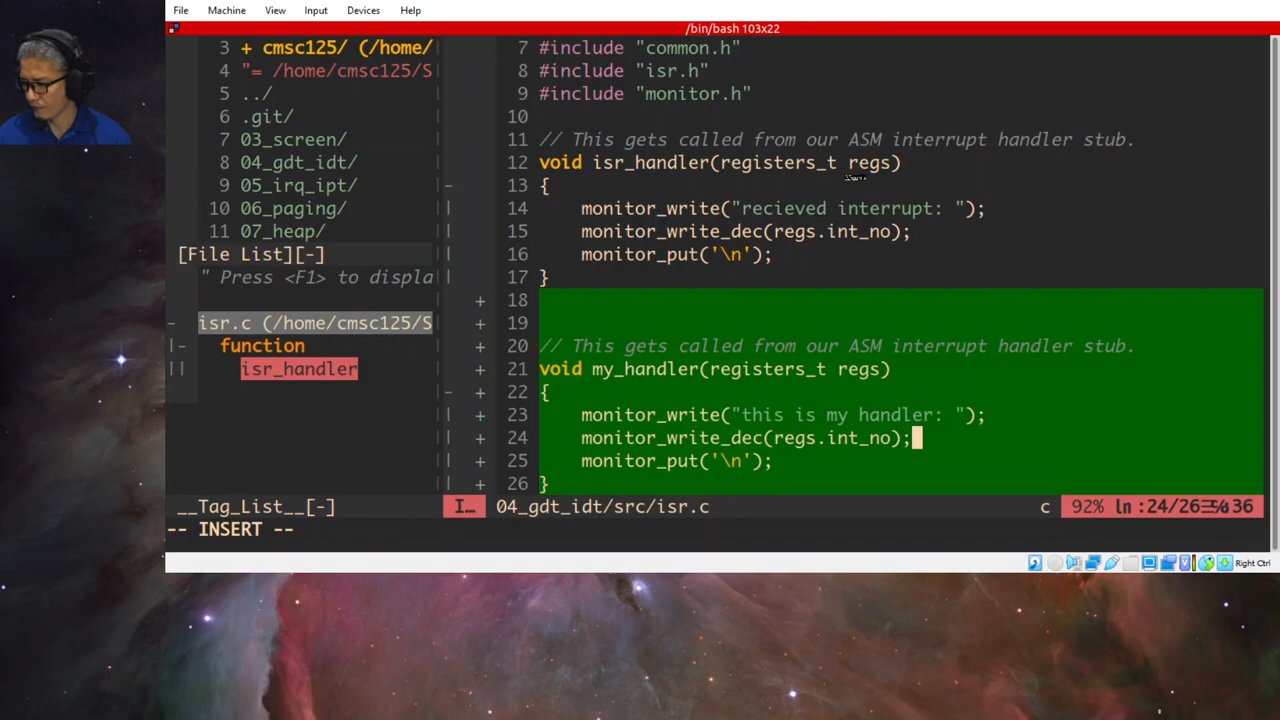 File Machine View Input Devices Help
/bin/bash 103x22
3 + cmsc125/ (/home/
4 "= /home/cmsc125/S
5 ../
6 .git/
7 03_screen/
8 04_gdt_idt/
9 05_irq_ipt/
10 06_paging/
11 07_heap/
[File List][-]
" Press <F1> to displa
- isr.c (/home/cmsc125/S
|- function
|| isr_handler
__Tag_List__[-]
7 #include "common.h"
8 #include "isr.h"
9 #include "monitor.h"
10
11 // This gets called from our ASM interrupt handler stub.
12 void isr_handler(registers_t regs)
- 13 {
| 14 monitor_write("recieved interrupt: ");
| 15 monitor_write_dec(regs.int_no);
| 16 monitor_put('\n');
| 17 }
+ 18
+ 19
+ 20 // This gets called from our ASM interrupt handler stub.
+ 21 void my_handler(registers_t regs)
- + 22 {
| + 23 monitor_write("this is my handler: ");
| + 24 monitor_write_dec(regs.int_no);
| + 25 monitor_put('\n');
| + 26 }
I… 04_gdt_idt/src/isr.c c 92% ln :24/26
-- INSERT --
Right Ctrl